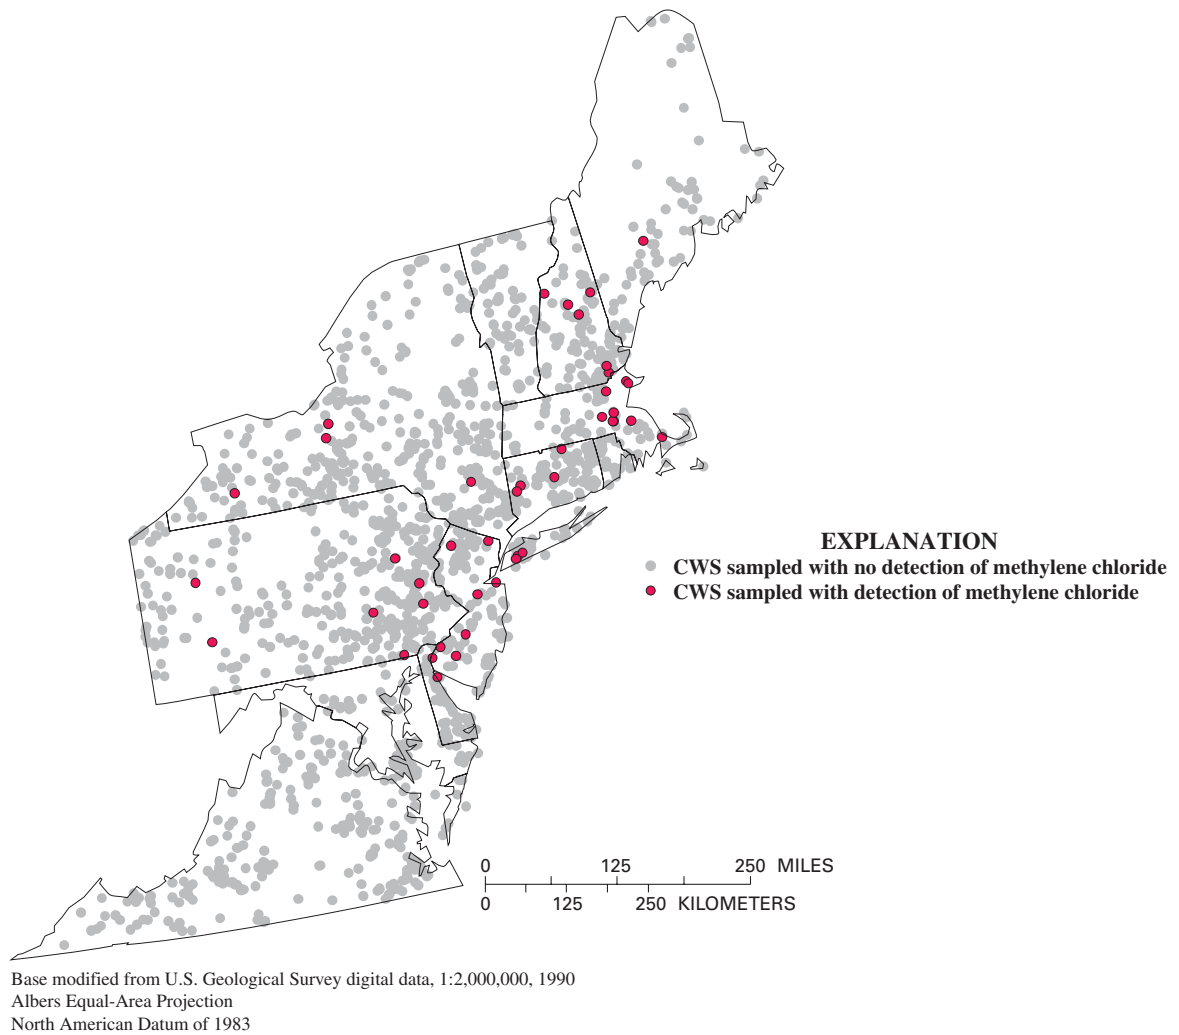 EXPLANATION
CWS sampled with no detection of methylene chloride
CWS sampled with detection of methylene chloride
0 125 250 MILES
0 125 250 KILOMETERS
Base modified from U.S. Geological Survey digital data, 1:2,000,000, 1990
Albers Equal-Area Projection
North American Datum of 1983